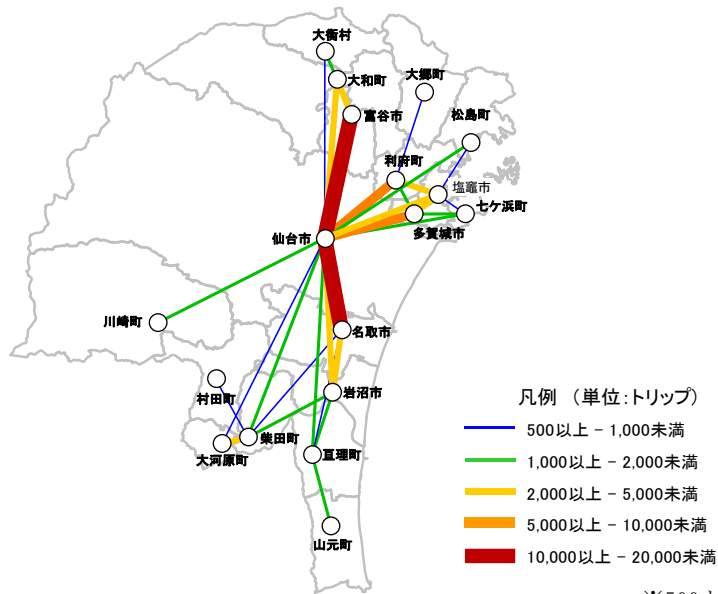 大衡村
大和町
大郷町
富谷市
松島町
利府町
塩竈市
七ケ浜町
多賀城市
仙台市
川崎町
名取市
村田町
岩沼市
柴田町
大河原町
亘理町
山元町
凡例 （単位：トリップ）
500以上 − 1,000未満
1,000以上 − 2,000未満
2,000以上 − 5,000未満
5,000以上 − 10,000未満
10,000以上 − 20,000未満